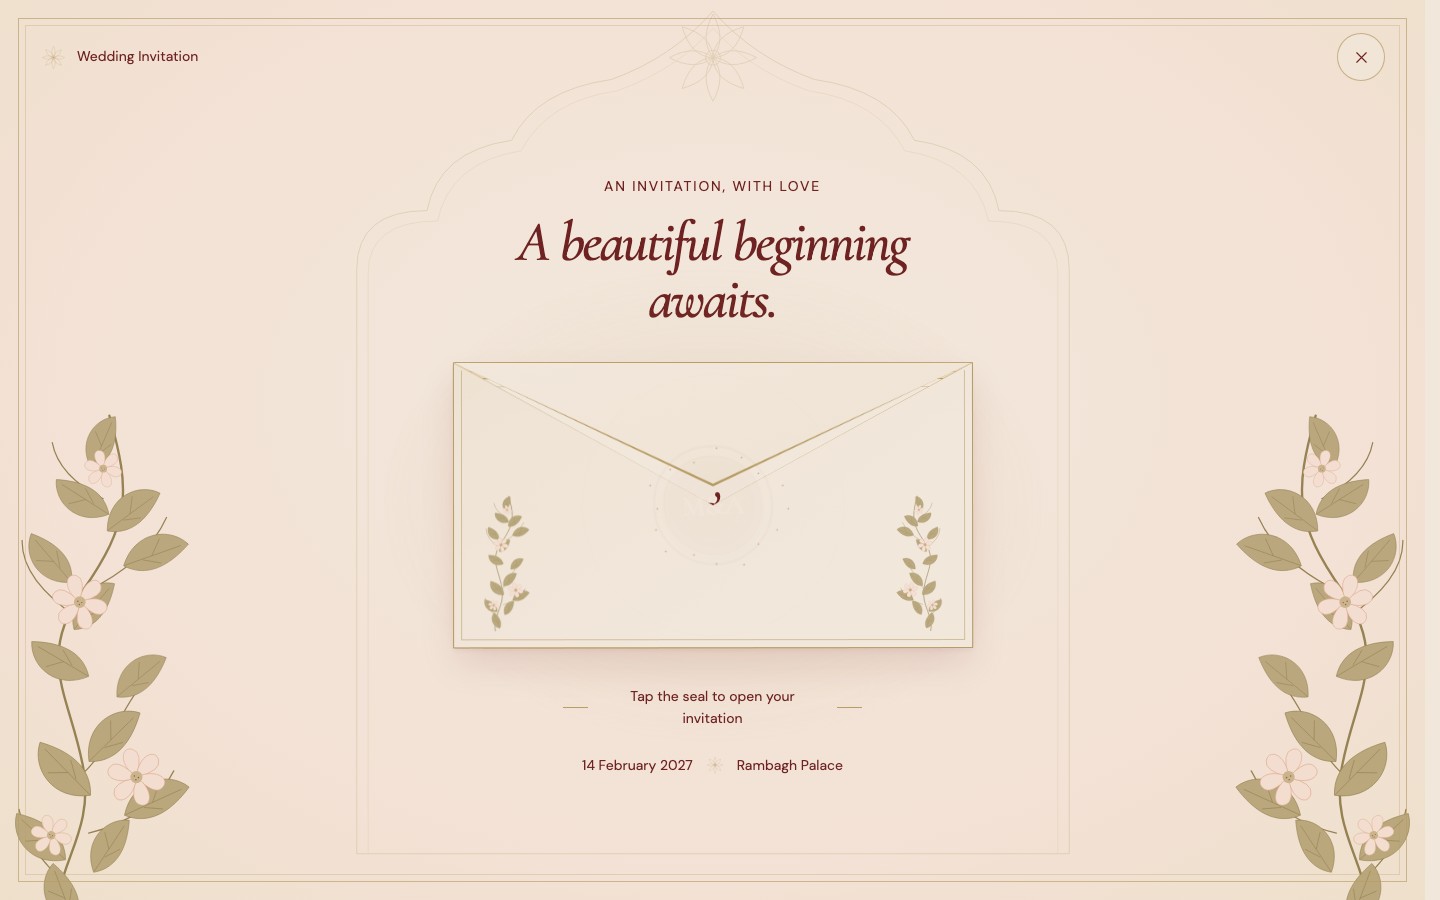 Wedding Invitation
AN INVITATION, WITH LOVE
A beautiful beginning
awaits.
,
Tap the seal to open your
invitation
14 February 2027 Rambagh Palace